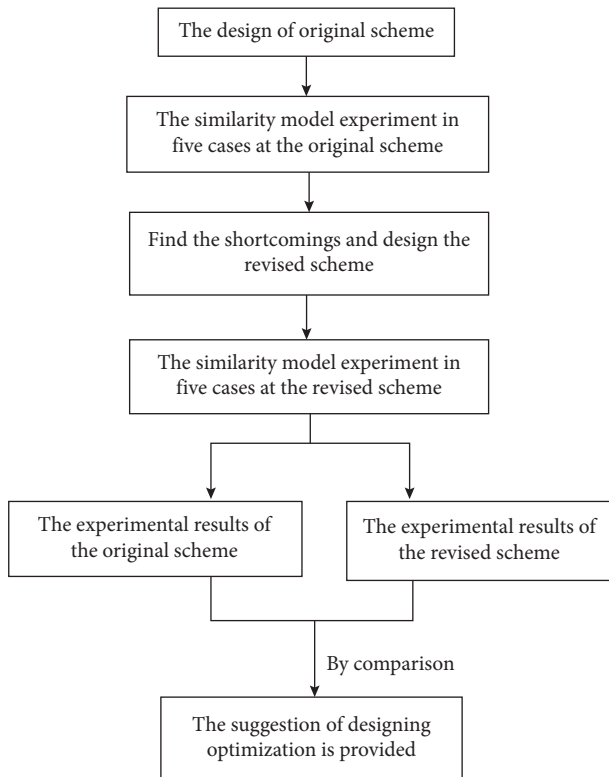 The design of original scheme
The similarity model experiment in
five cases at the original scheme
Find the shortcomings and design the
revised scheme
The similarity model experiment in
five cases at the revised scheme
The experimental results of
the original scheme
The experimental results of
the revised scheme
By comparison
The suggestion of designing
optimization is provided